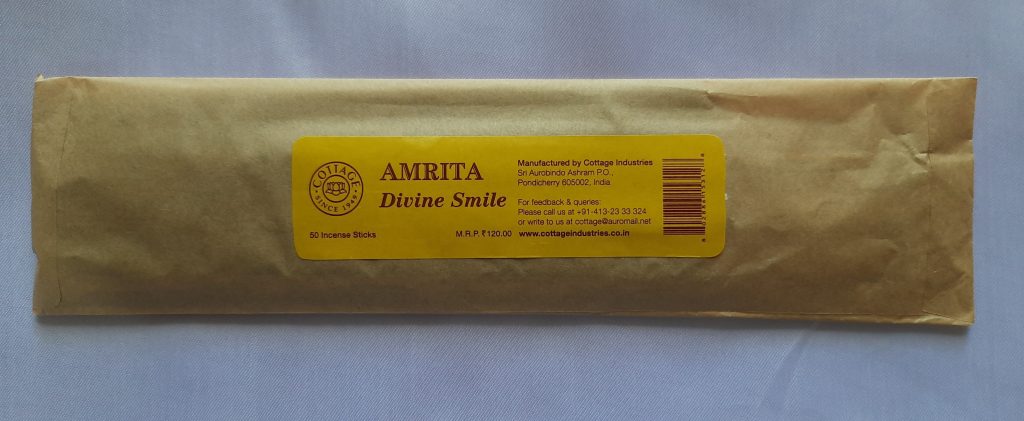 COTTAGE
SINCE 1949
AMRITA
Divine Smile
50 Incense Sticks
M.R.P. ₹120.00
Manufactured by Cottage Industries
Sri Aurobindo Ashram P.O.,
Pondicherry 605002, India
For feedback & queries:
Please call us at +91-413-23 33 324
or write to us at cottage@auromail.net
www.cottageindustries.co.in